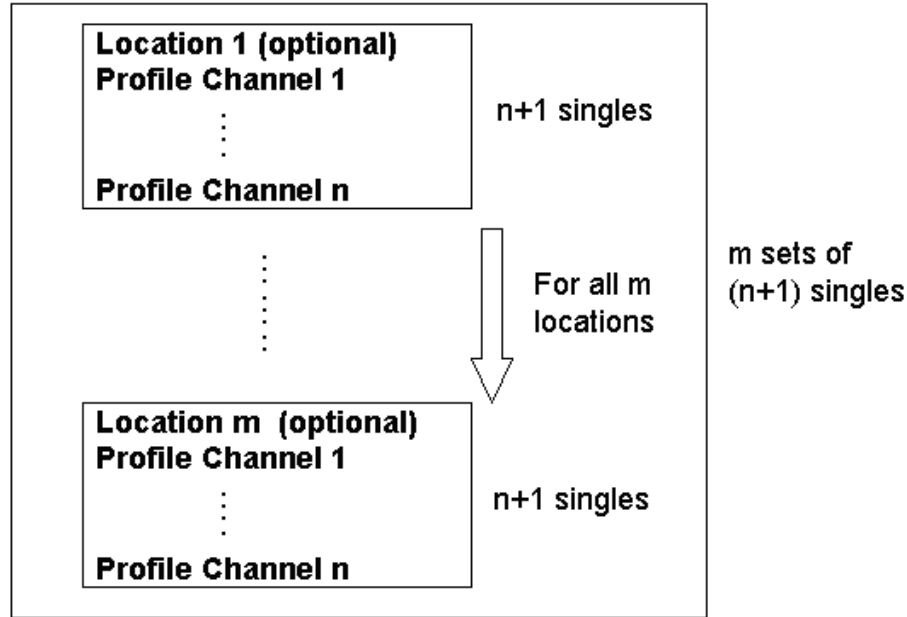 Location 1 (optional)
Profile Channel 1
Profile Channel n
n+1 singles
For all m
locations
m sets of
(n+1) singles
Location m (optional)
Profile Channel 1
Profile Channel n
n+1 singles